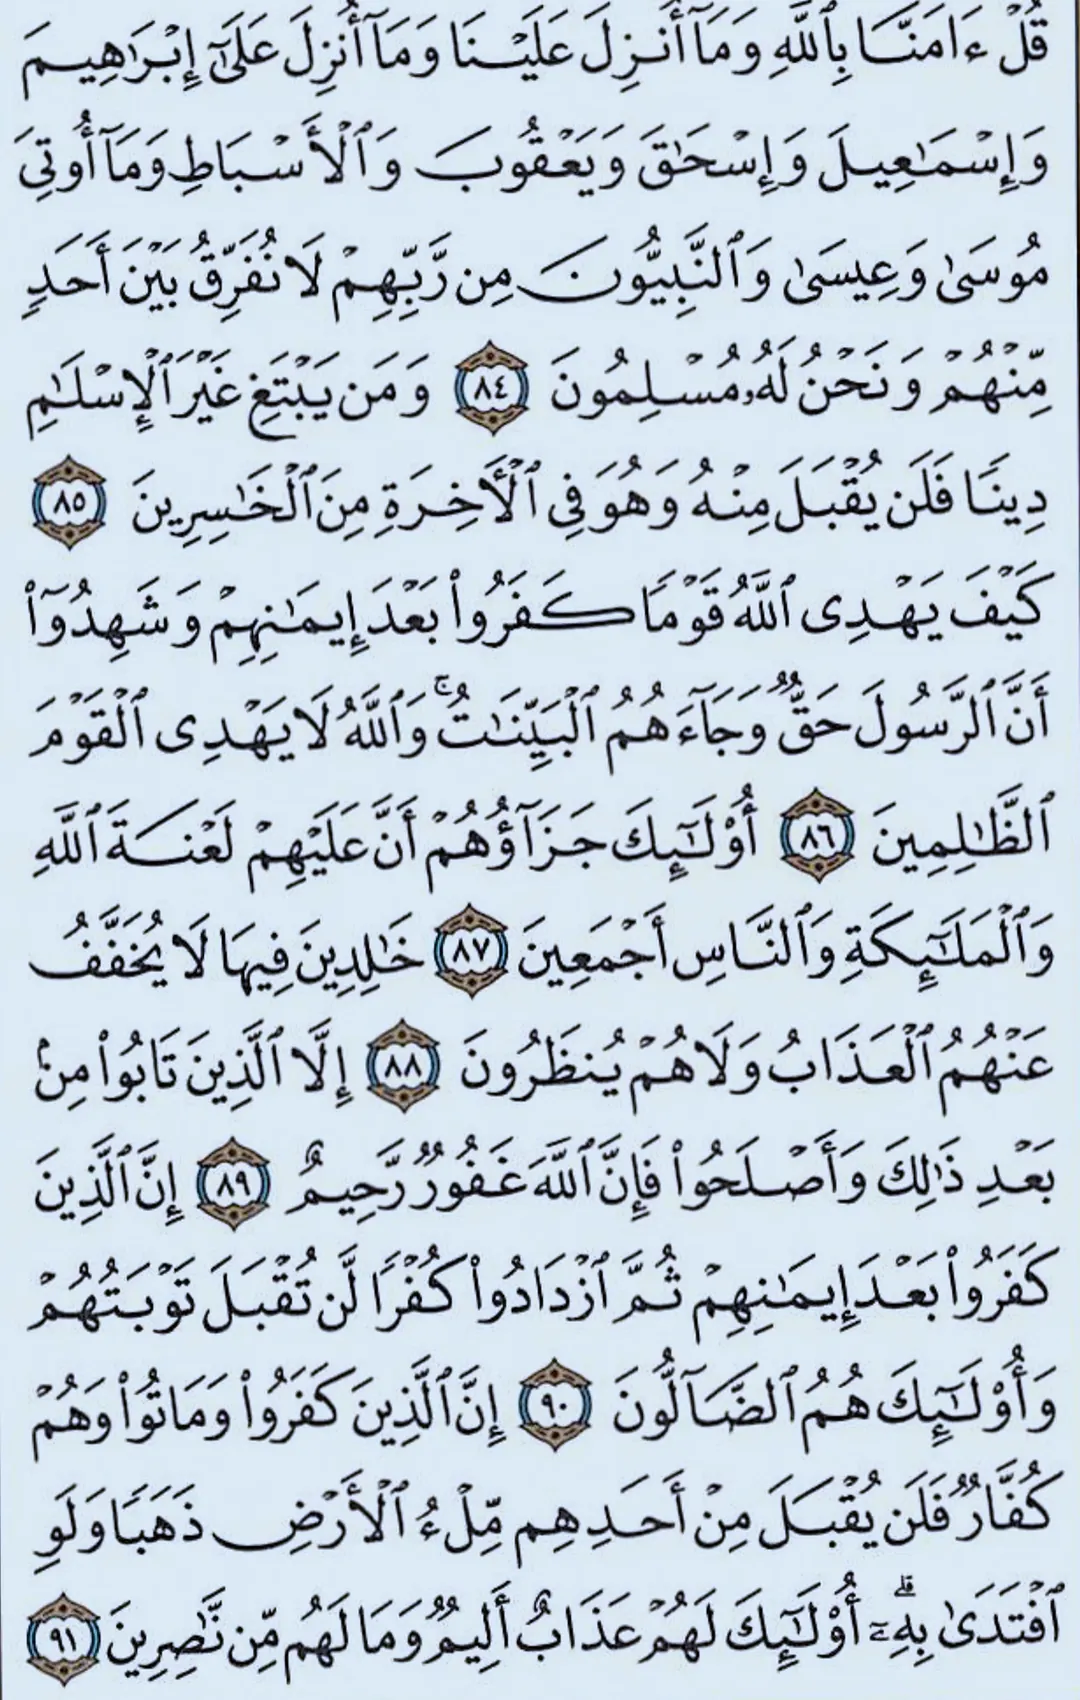 قُلْ ءَامَنَّا بِٱللَّهِ وَمَآ أُنزِلَ عَلَيْنَا وَمَآ أُنزِلَ عَلَىٰٓ إِبْرَٰهِيمَ
وَإِسْمَٰعِيلَ وَإِسْحَٰقَ وَيَعْقُوبَ وَٱلْأَسْبَاطِ وَمَآ أُوتِيَ
مُوسَىٰ وَعِيسَىٰ وَٱلنَّبِيُّونَ مِن رَّبِّهِمْ لَا نُفَرِّقُ بَيْنَ أَحَدٍ
مِّنْهُمْ وَنَحْنُ لَهُۥ مُسْلِمُونَ ٨٤ وَمَن يَبْتَغِ غَيْرَ ٱلْإِسْلَٰمِ
دِينًا فَلَن يُقْبَلَ مِنْهُ وَهُوَ فِي ٱلْأَخِرَةِ مِنَ ٱلْخَٰسِرِينَ ٨٥
كَيْفَ يَهْدِى ٱللَّهُ قَوْمًا كَفَرُوا۟ بَعْدَ إِيمَٰنِهِمْ وَشَهِدُوٓا۟
أَنَّ ٱلرَّسُولَ حَقٌّ وَجَآءَهُمُ ٱلْبَيِّنَٰتُ ۚ وَٱللَّهُ لَا يَهْدِى ٱلْقَوْمَ
ٱلظَّٰلِمِينَ ٨٦ أُو۟لَٰٓئِكَ جَزَآؤُهُمْ أَنَّ عَلَيْهِمْ لَعْنَةَ ٱللَّهِ
وَٱلْمَلَٰٓئِكَةِ وَٱلنَّاسِ أَجْمَعِينَ ٨٧ خَٰلِدِينَ فِيهَا لَا يُخَفَّفُ
عَنْهُمُ ٱلْعَذَابُ وَلَا هُمْ يُنظَرُونَ ٨٨ إِلَّا ٱلَّذِينَ تَابُوا۟ مِنۢ
بَعْدِ ذَٰلِكَ وَأَصْلَحُوا۟ فَإِنَّ ٱللَّهَ غَفُورٌ رَّحِيمٌ ٨٩ إِنَّ ٱلَّذِينَ
كَفَرُوا۟ بَعْدَ إِيمَٰنِهِمْ ثُمَّ ٱزْدَادُوا۟ كُفْرًا لَّن تُقْبَلَ تَوْبَتُهُمْ
وَأُو۟لَٰٓئِكَ هُمُ ٱلضَّآلُّونَ ٩٠ إِنَّ ٱلَّذِينَ كَفَرُوا۟ وَمَاتُوا۟ وَهُمْ
كُفَّارٌ فَلَن يُقْبَلَ مِنْ أَحَدِهِم مِّلْءُ ٱلْأَرْضِ ذَهَبًا وَلَوِ
ٱفْتَدَىٰ بِهِۦٓ ۗ أُو۟لَٰٓئِكَ لَهُمْ عَذَابٌ أَلِيمٌ وَمَا لَهُم مِّن نَّٰصِرِينَ ٩١